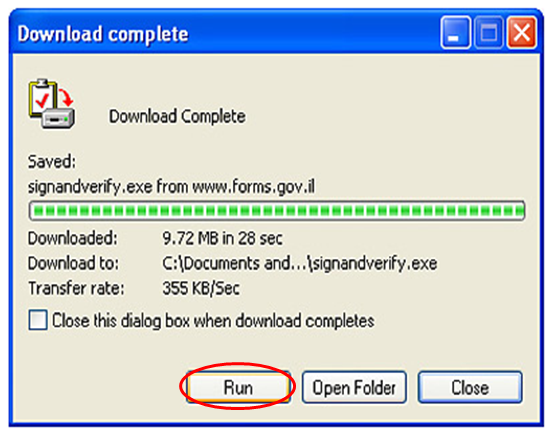 Download complete
Download Complete
Saved:
signandverify.exe from www.forms.gov.il
Downloaded: 9.72 MB in 28 sec
Download to: C:\Documents and...\signandverify.exe
Transfer rate: 355 KB/Sec
Close this dialog box when download completes
Run Open Folder Close